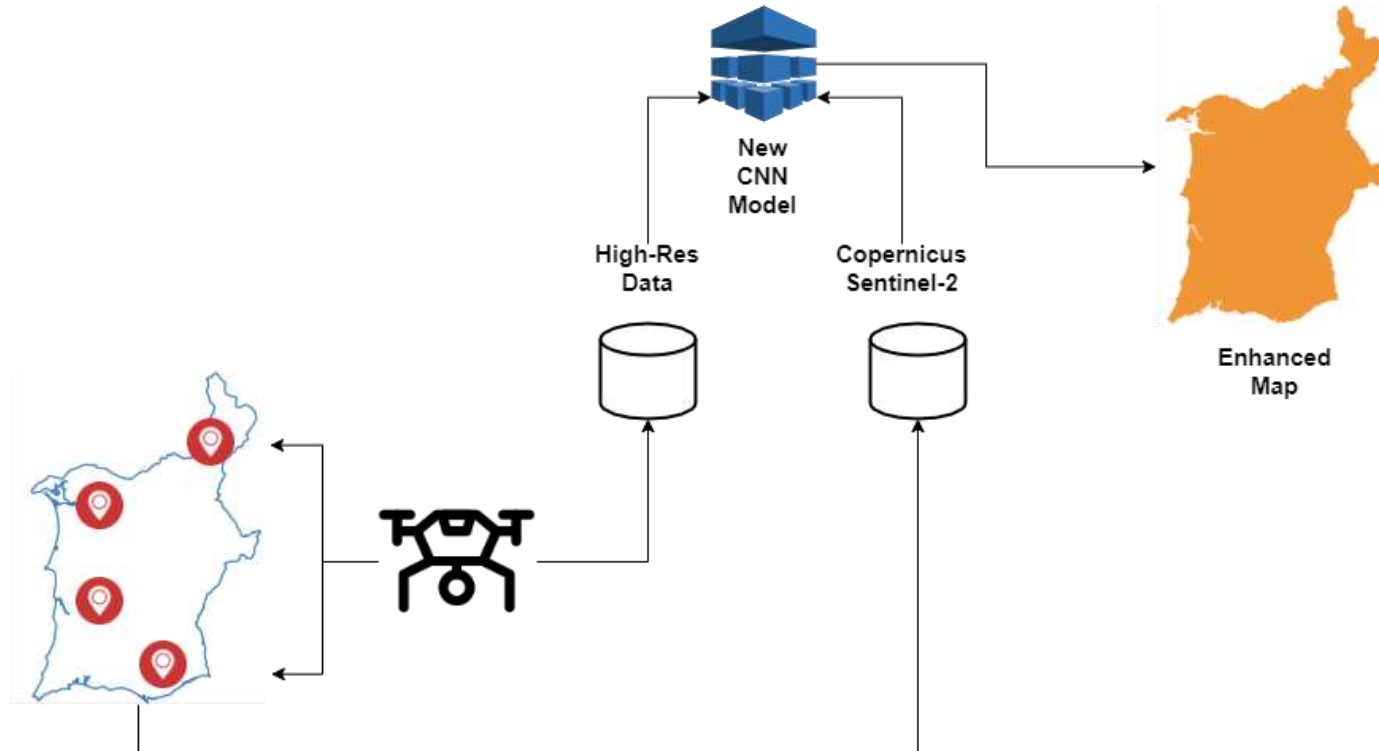 New
CNN
Model
High-Res
Data
Copernicus
Sentinel-2
Enhanced
Map